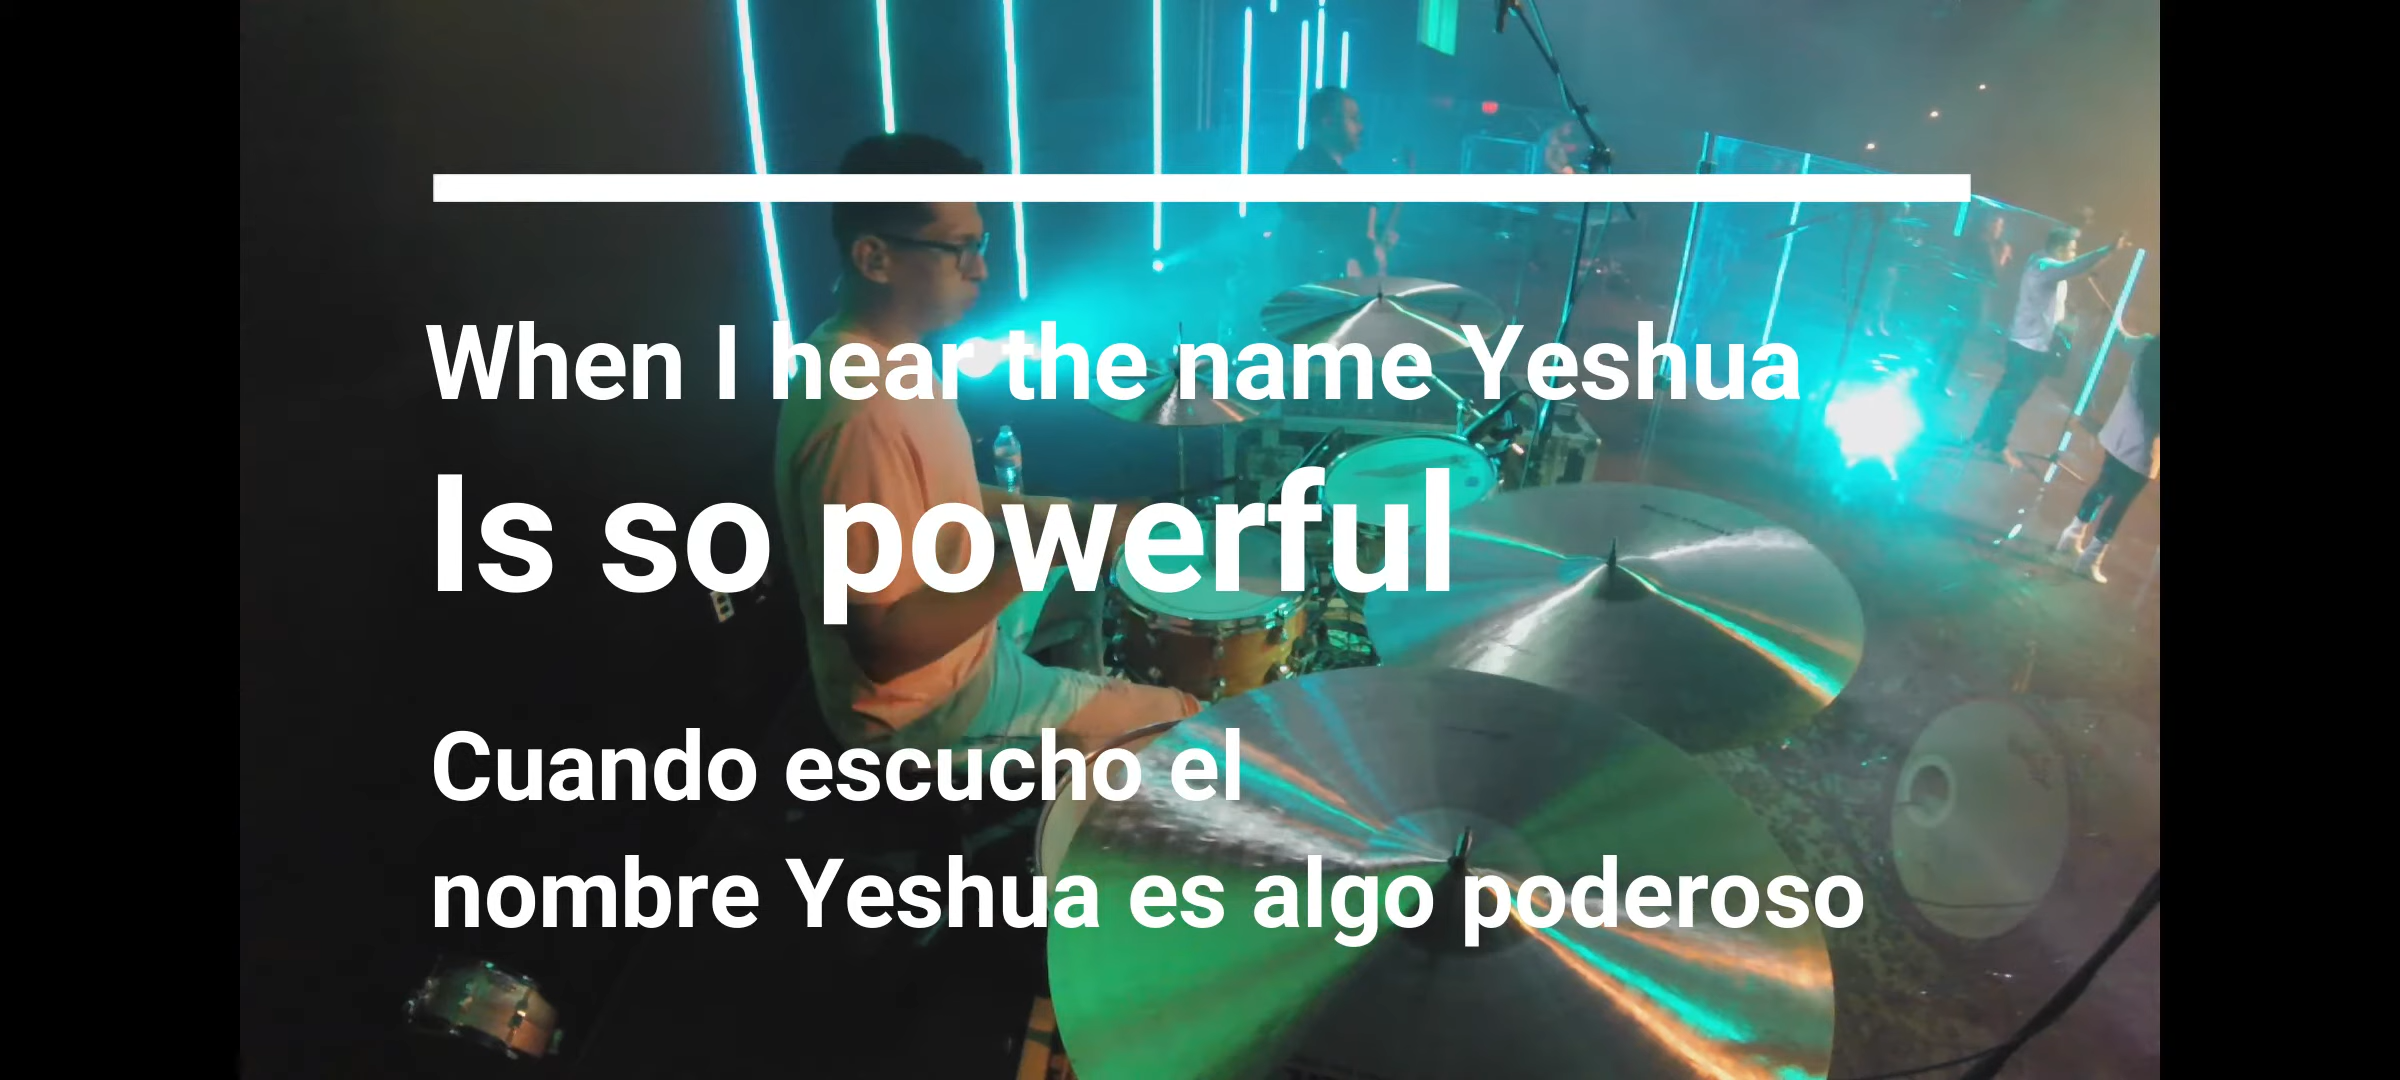 When I hear the name Yeshua
Is so powerful
Cuando escucho el
nombre Yeshua es algo poderoso